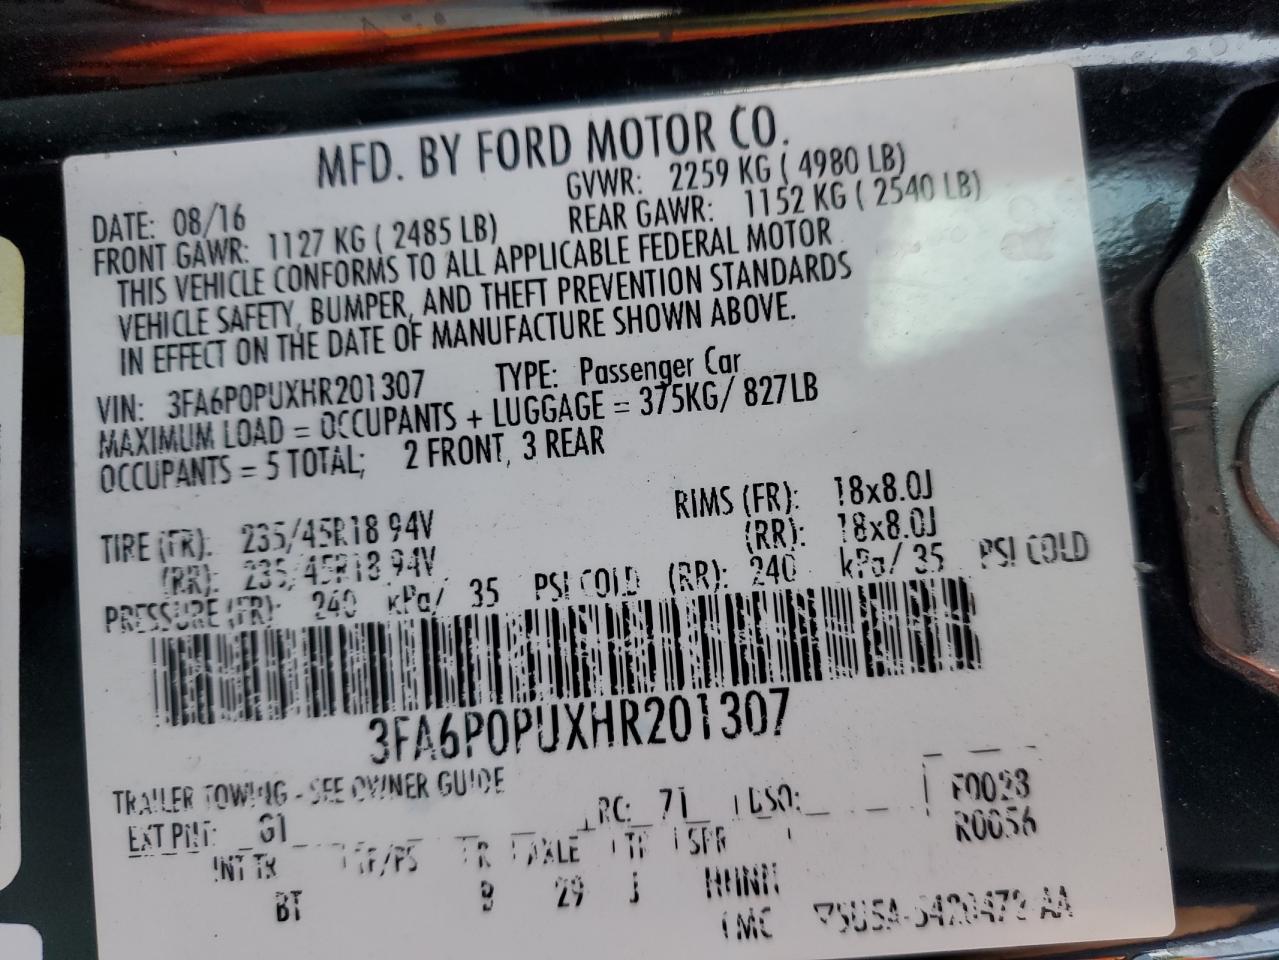 MFD. BY FORD MOTOR CO.
DATE: 08/16 GVWR: 2259 KG ( 4980 LB)
FRONT GAWR: 1127 KG ( 2485 LB) REAR GAWR: 1152 KG ( 2540 LB)
THIS VEHICLE CONFORMS TO ALL APPLICABLE FEDERAL MOTOR
VEHICLE SAFETY, BUMPER, AND THEFT PREVENTION STANDARDS
IN EFFECT ON THE DATE OF MANUFACTURE SHOWN ABOVE.
VIN: 3FA6P0PUXHR201307 TYPE: Passenger Car
MAXIMUM LOAD = OCCUPANTS + LUGGAGE = 375KG/ 827LB
OCCUPANTS = 5 TOTAL; 2 FRONT, 3 REAR
TIRE (FR): 235/45R18 94V RIMS (FR): 18x8.0J
(RR): 235/45R18 94V (RR): 18x8.0J
PRESSURE (FR): 240 kPa/ 35 PSI COLD (RR): 240 kPa/ 35 PSI COLD
3FA6P0PUXHR201307
TRAILER TOWING - SEE OWNER GUIDE
EXT PNT: G1 RC: 71 DSO: F0028
R0056
INT TR TP/PS R AXLE TR SPR
BT 9 29 J